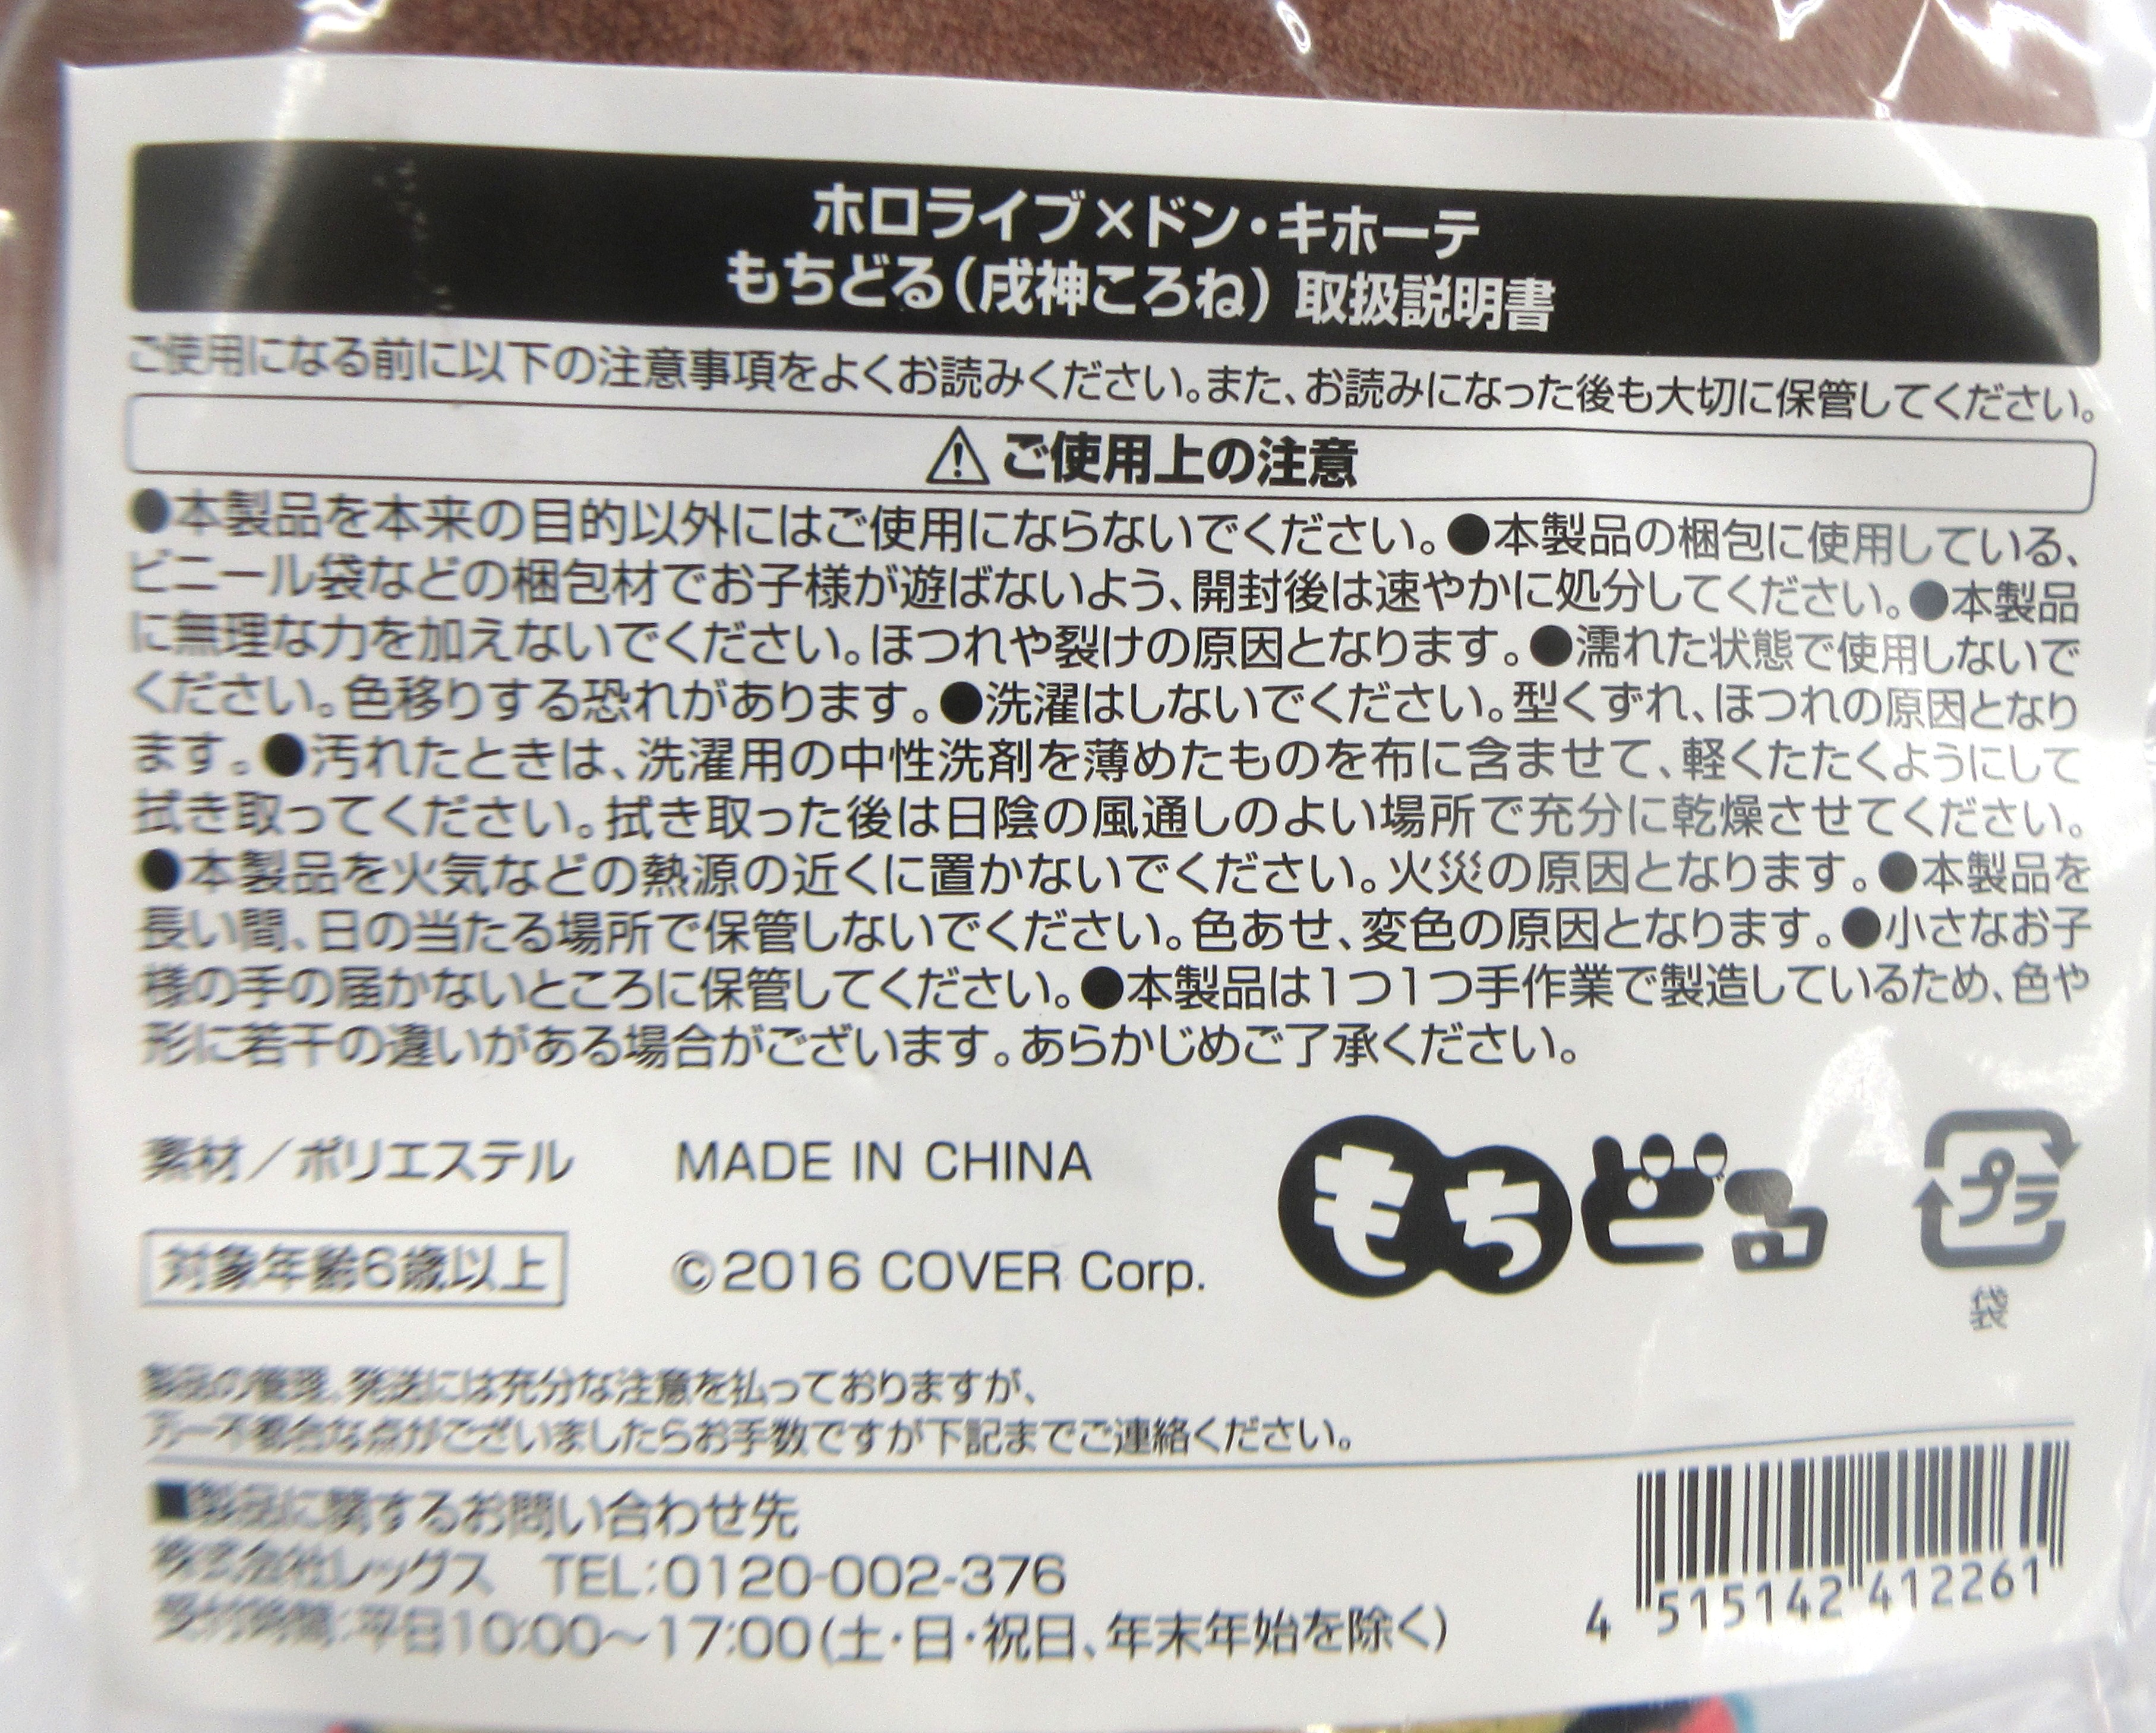 ホロライブ×ドン・キホーテ
もちどる(戌神ころね) 取扱説明書
ご使用になる前に以下の注意事項をよくお読みください。また、お読みになった後も大切に保管してください。
⚠ご使用上の注意
●本製品を本来の目的以外にはご使用にならないでください。●本製品の梱包に使用している、
ビニール袋などの梱包材でお子様が遊ばないよう、開封後は速やかに処分してください。●本製品
に無理な力を加えないでください。ほつれや裂けの原因となります。●濡れた状態で使用しないで
ください。色移りする恐れがあります。●洗濯はしないでください。型くずれ、ほつれの原因となり
ます。●汚れたときは、洗濯用の中性洗剤を薄めたものを布に含ませて、軽くたたくようにして
拭き取ってください。拭き取った後は日陰の風通しのよい場所で充分に乾燥させてください。
●本製品を火気などの熱源の近くに置かないでください。火災の原因となります。●本製品を
長い間、日の当たる場所で保管しないでください。色あせ、変色の原因となります。●小さなお子
様の手の届かないところに保管してください。●本製品は1つ1つ手作業で製造しているため、色や
形に若干の違いがある場合がございます。あらかじめご了承ください。
素材/ポリエステル
MADE IN CHINA
もちどる
プラ
袋
対象年齢6歳以上
©2016 COVER Corp.
製品の管理、発送には充分な注意を払っておりますが、
万一不都合な点がございましたらお手数ですが下記までご連絡ください。
■製品に関するお問い合わせ先
株式会社レッグス TEL:0120-002-376
受付時間:平日10:00～17:00(土・日・祝日、年末年始を除く)
4 515142 412261